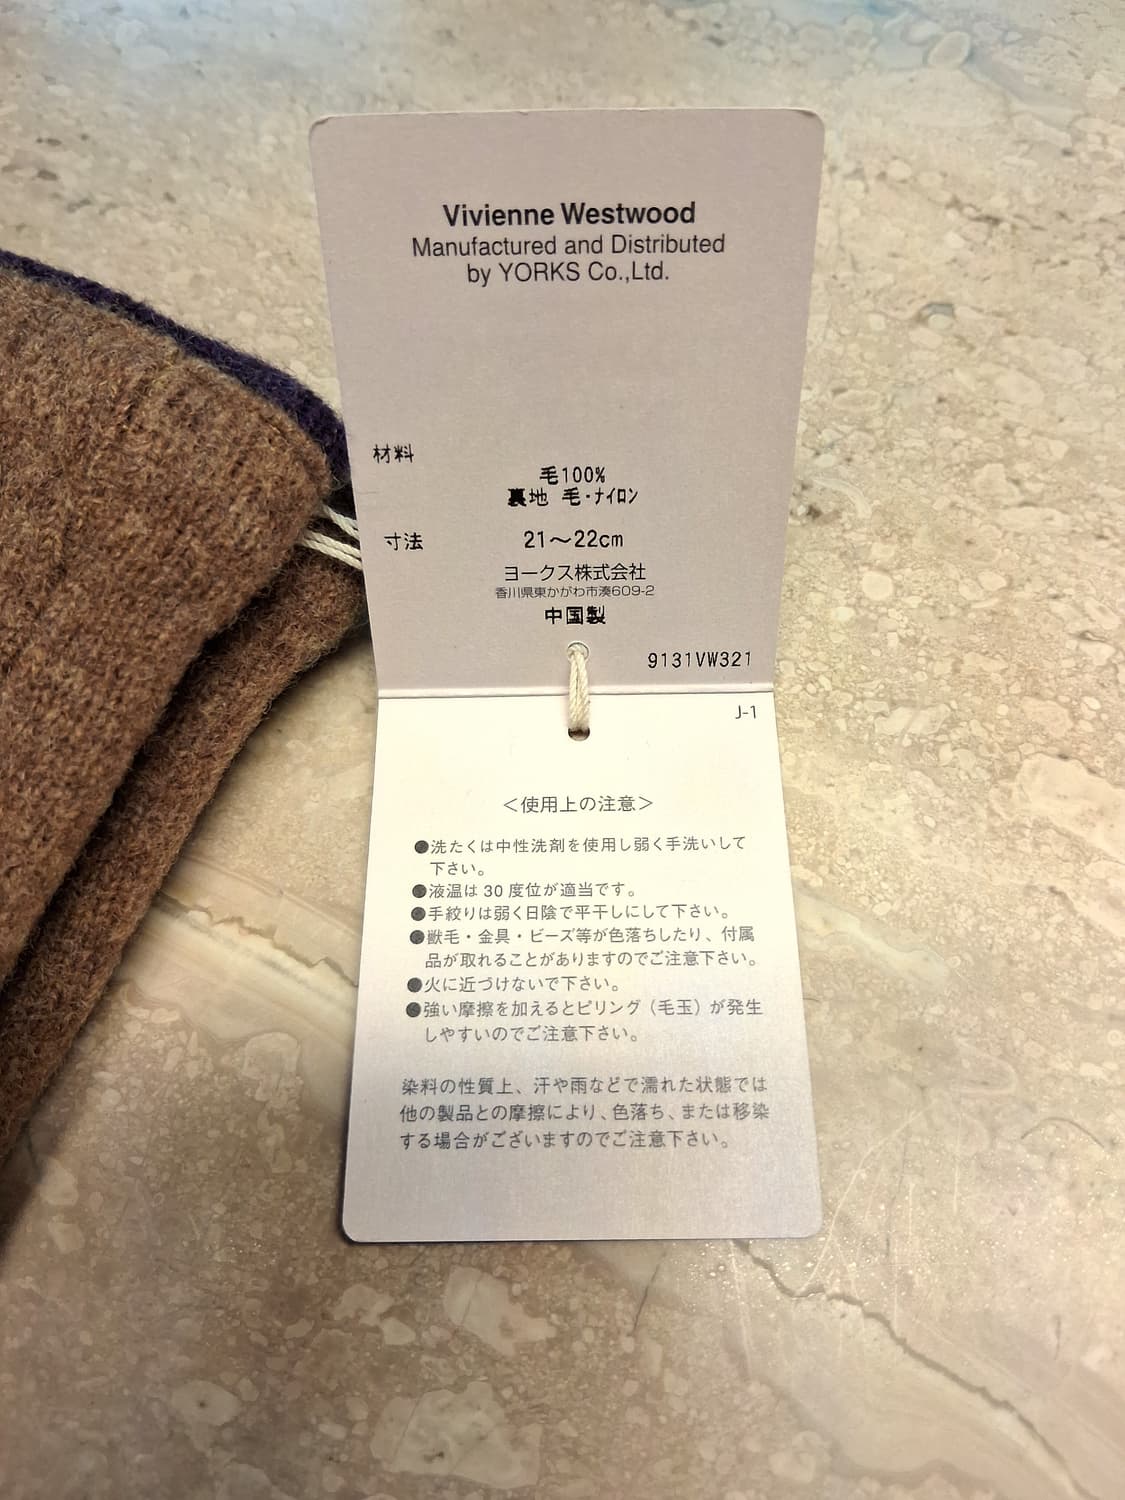 Vivienne Westwood
Manufactured and Distributed
by YORKS Co.,Ltd.
材料
毛100%
裏地 毛・ナイロン
寸法 21～22cm
ヨークス株式会社
香川県東かがわ市湊609-2
中国製
9131VW321
J-1
＜使用上の注意＞
●洗たくは中性洗剤を使用し弱く手洗いして
下さい。
●液温は 30 度位が適当です。
●手絞りは弱く日陰で平干しにして下さい。
●獣毛・金具・ビーズ等が色落ちしたり、付属
品が取れることがありますのでご注意下さい。
●火に近づけないで下さい。
●強い摩擦を加えるとピリング（毛玉）が発生
しやすいのでご注意下さい。
染料の性質上、汗や雨などで濡れた状態では
他の製品との摩擦により、色落ち、または移染
する場合がございますのでご注意下さい。